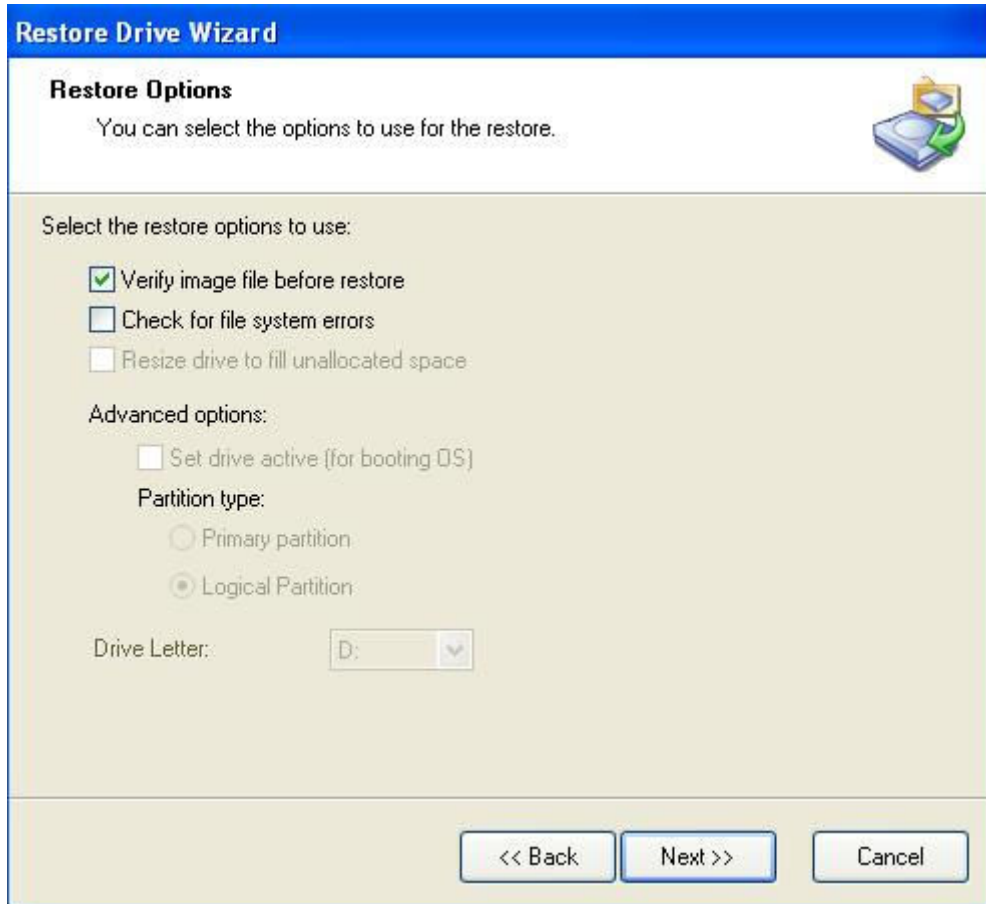 Restore Drive Wizard
Restore Options
You can select the options to use for the restore.
Select the restore options to use:
Verify image file before restore
Check for file system errors
Resize drive to fill unallocated space
Advanced options:
Set drive active (for booting OS)
Partition type:
Primary partition
Logical Partition
Drive Letter: D:
<< Back Next >> Cancel